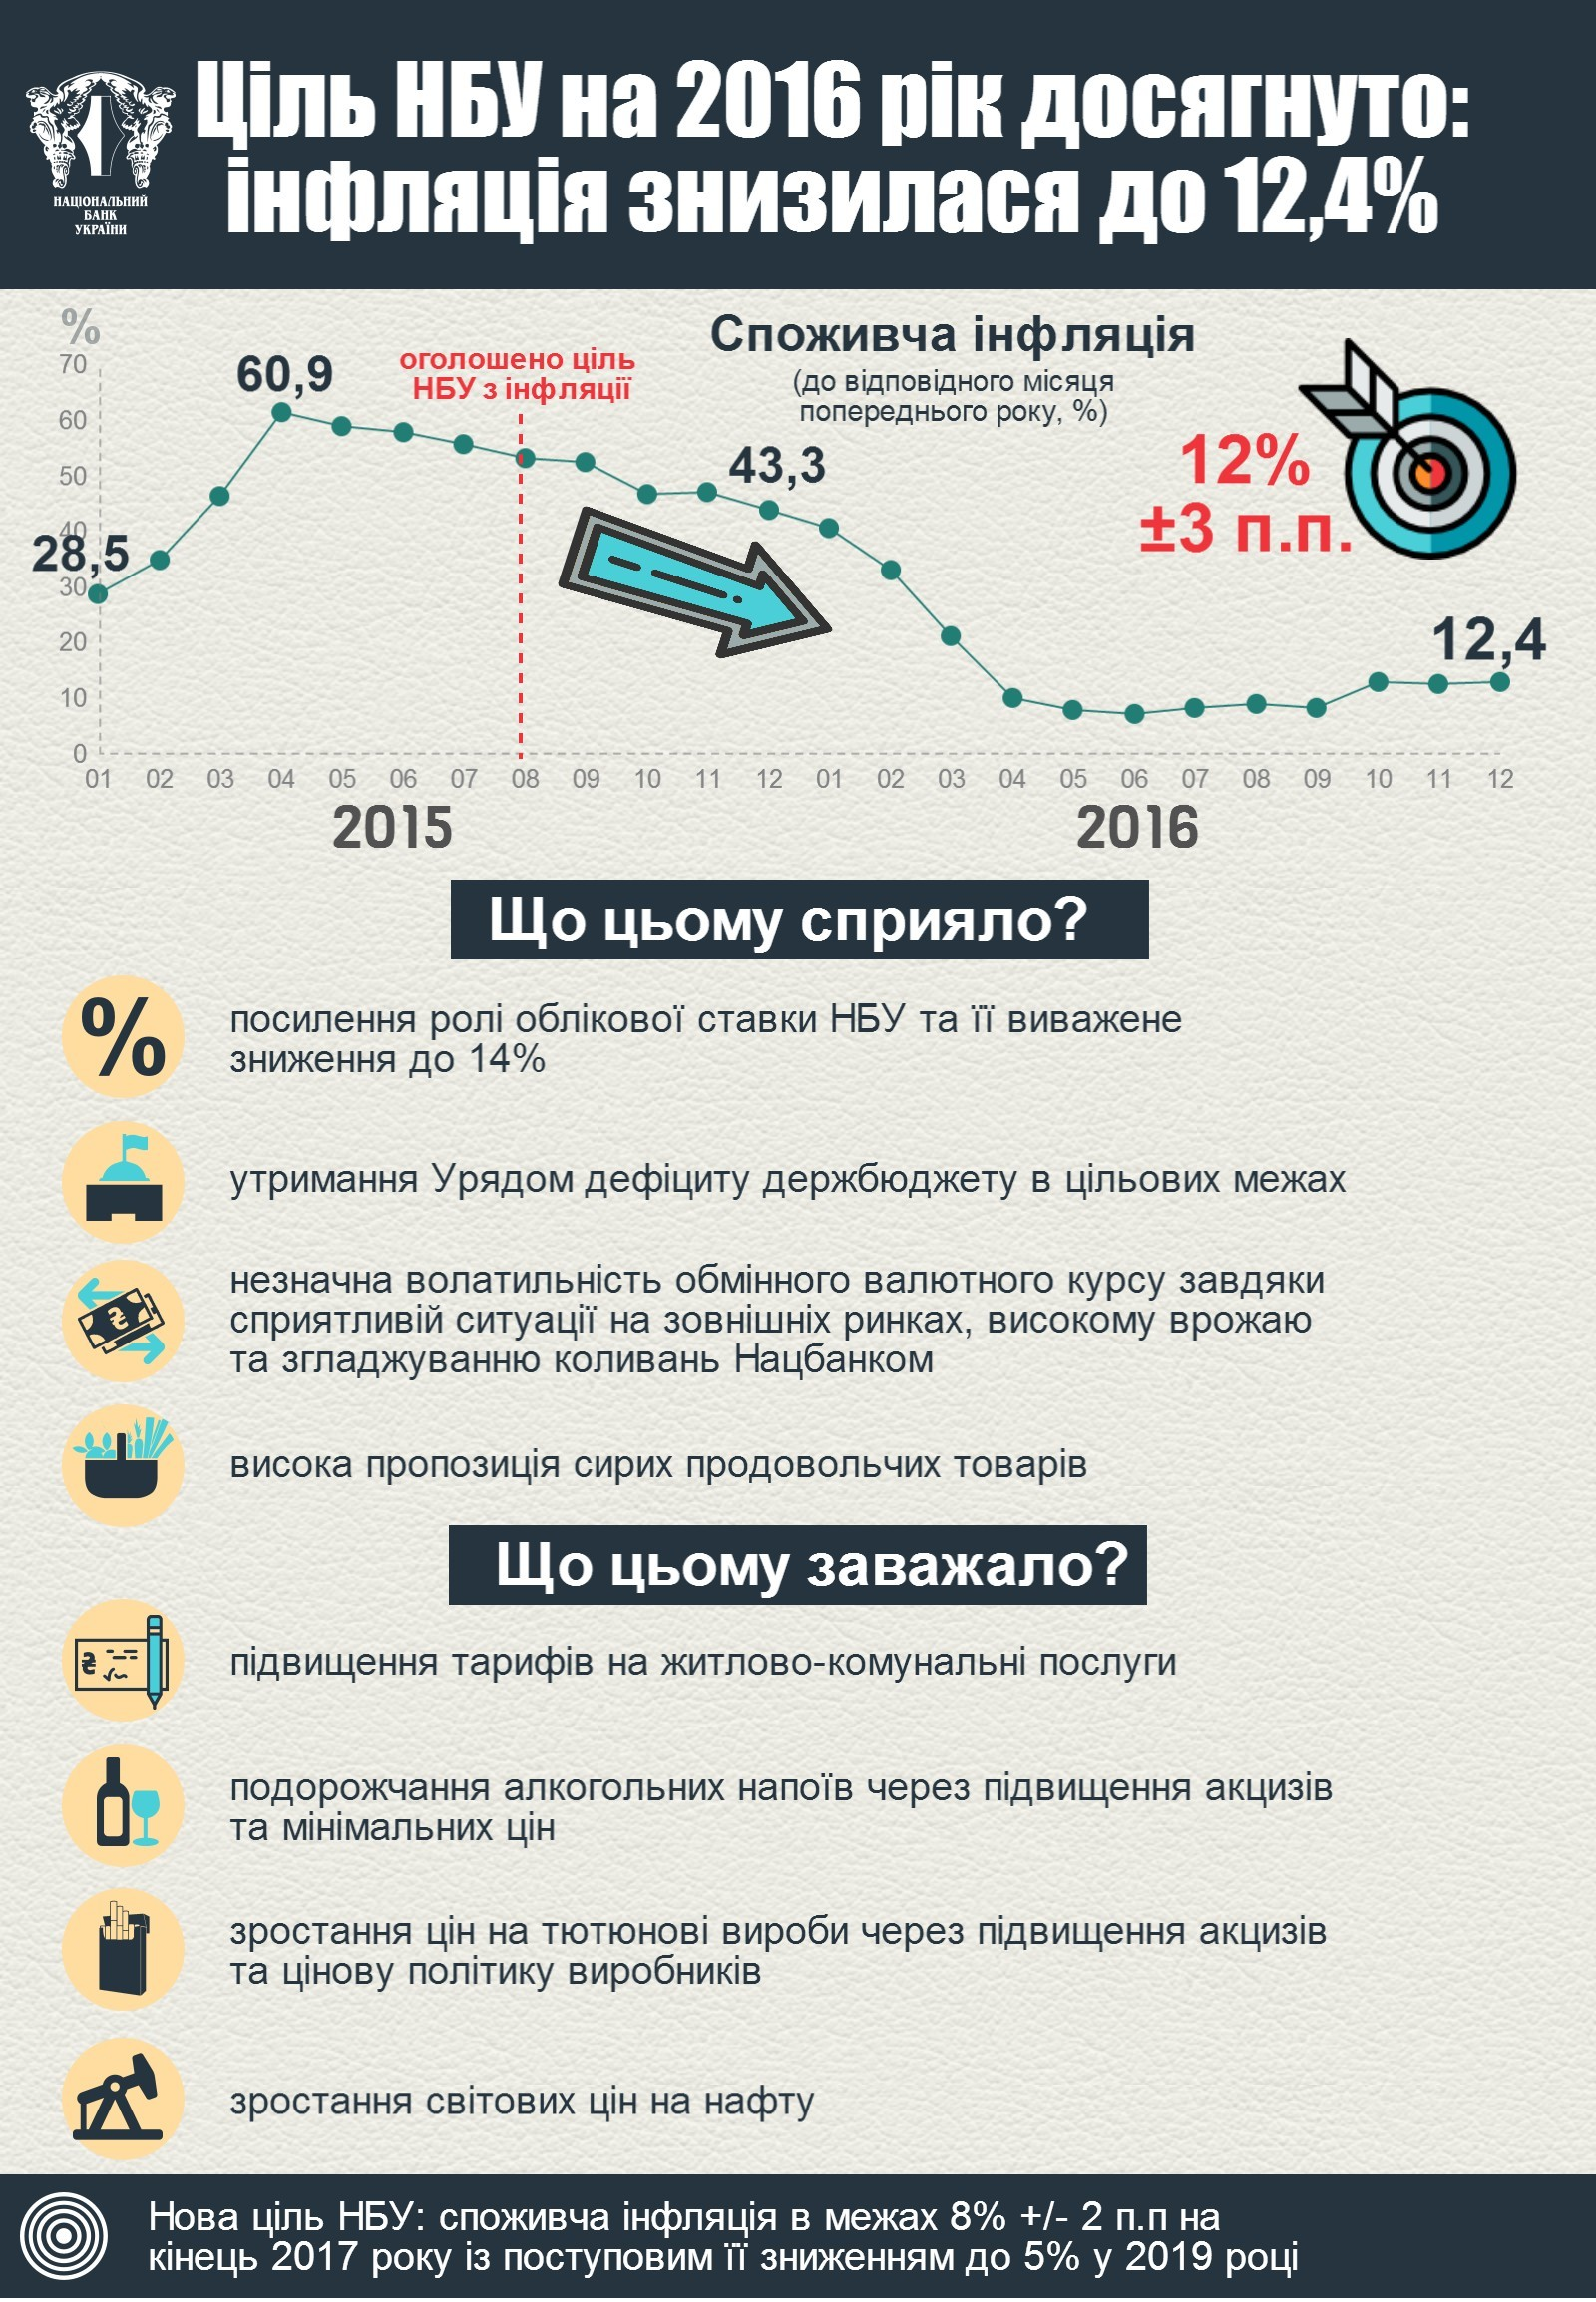 Ціль НБУ на 2016 рік досягнуто:
інфляція знизилася до 12,4%
НАЦІОНАЛЬНИЙ
БАНК
УКРАЇНИ
%
Споживча інфляція
(до відповідного місяця
попереднього року, %)
оголошено ціль
НБУ з інфляції
70
60
50
40
30
20
10
0
28,5
60,9
43,3
12,4
12%
±3 п.п.
01 02 03 04 05 06 07 08 09 10 11 12 01 02 03 04 05 06 07 08 09 10 11 12
2015 2016
Що цьому сприяло?
%
посилення ролі облікової ставки НБУ та її виважене
зниження до 14%
утримання Урядом дефіциту держбюджету в цільових межах
₴
незначна волатильність обмінного валютного курсу завдяки
сприятливій ситуації на зовнішніх ринках, високому врожаю
та згладжуванню коливань Нацбанком
висока пропозиція сирих продовольчих товарів
Що цьому заважало?
₴
підвищення тарифів на житлово-комунальні послуги
подорожчання алкогольних напоїв через підвищення акцизів
та мінімальних цін
зростання цін на тютюнові вироби через підвищення акцизів
та цінову політику виробників
зростання світових цін на нафту
Нова ціль НБУ: споживча інфляція в межах 8% +/- 2 п.п на
кінець 2017 року із поступовим її зниженням до 5% у 2019 році